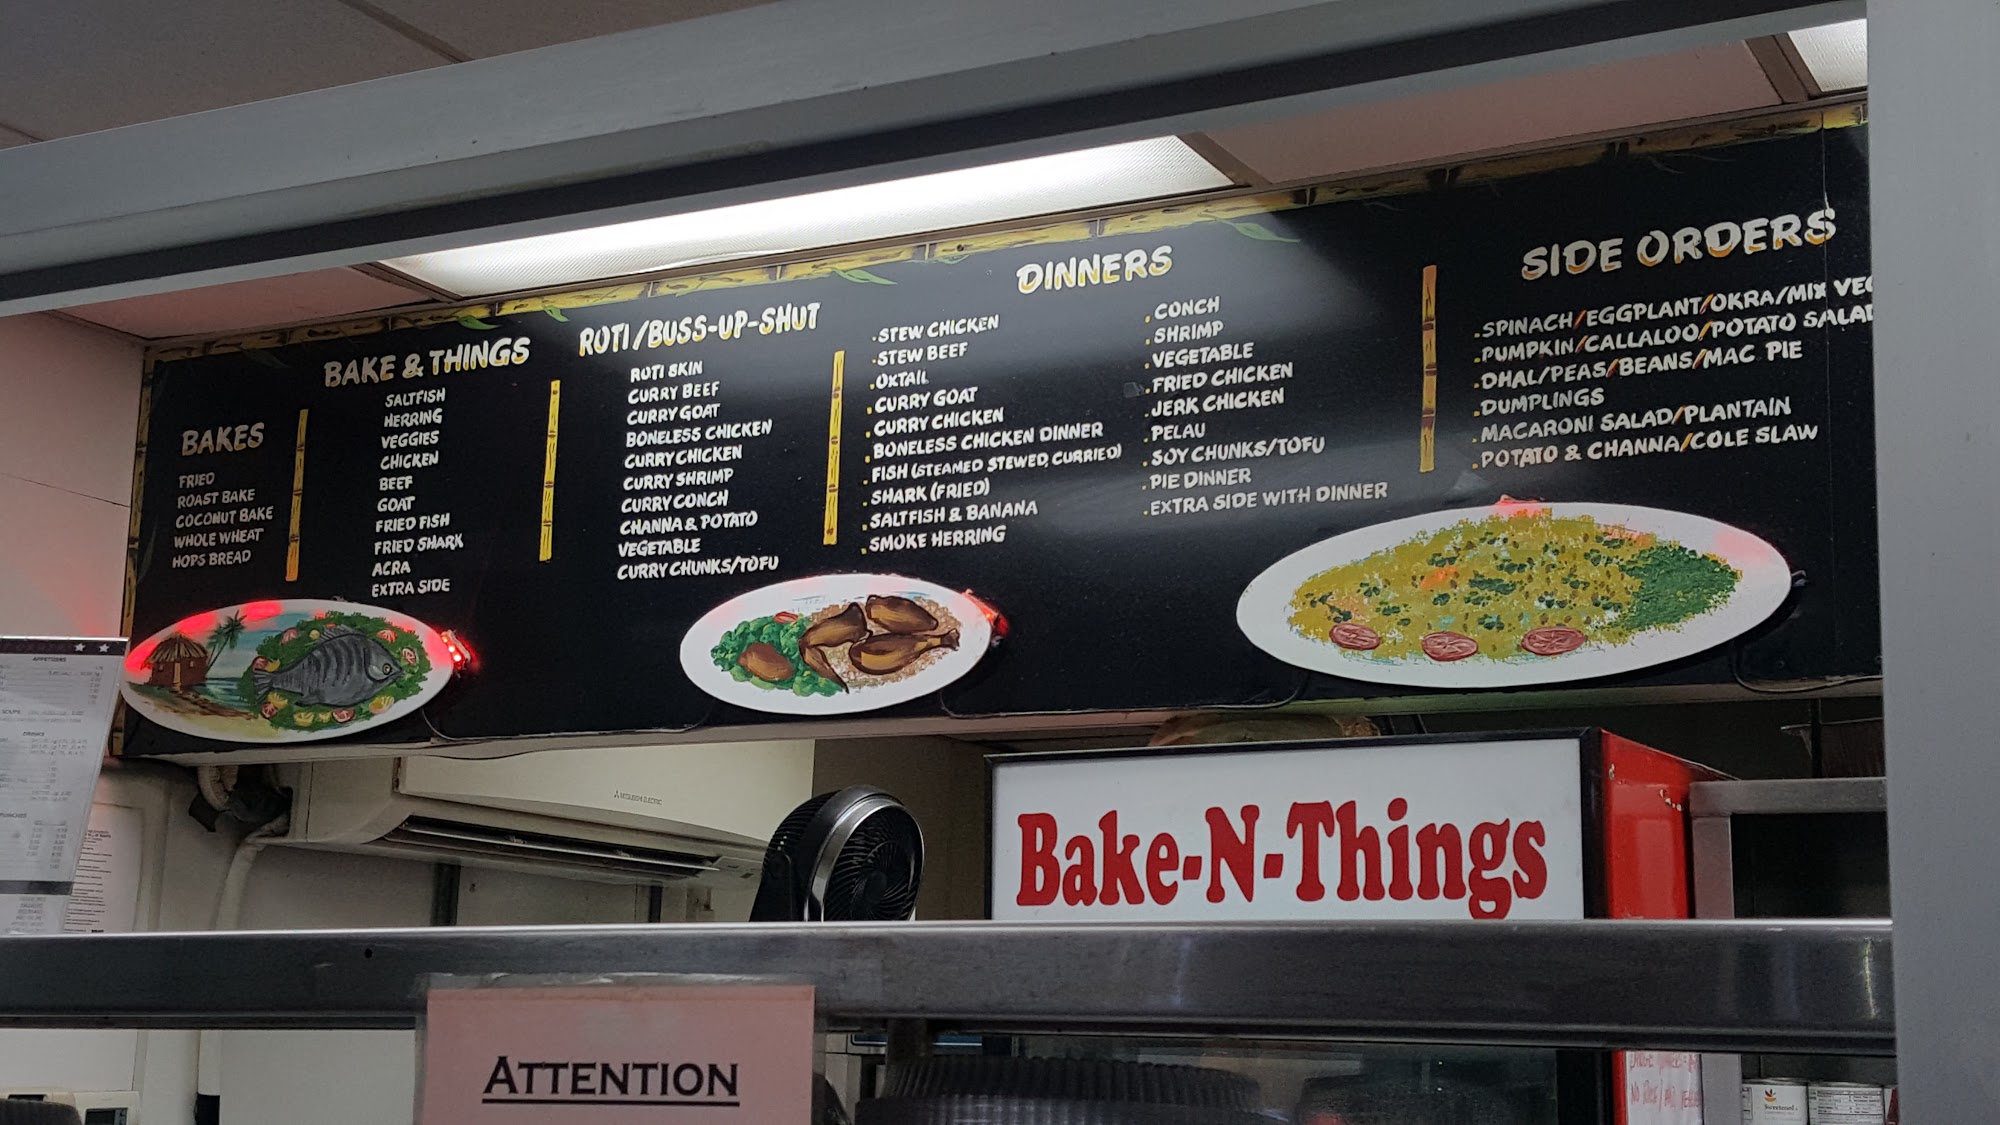 BAKES
FRIED
ROAST BAKE
COCONUT BAKE
WHOLE WHEAT
HOPS BREAD
BAKE & THINGS
SALTFISH
HERRING
VEGGIES
CHICKEN
BEEF
GOAT
FRIED FISH
FRIED SHARK
ACRA
EXTRA SIDE
ROTI/BUSS-UP-SHUT
ROTI SKIN
CURRY BEEF
CURRY GOAT
BONELESS CHICKEN
CURRY CHICKEN
CURRY SHRIMP
CURRY CONCH
CHANNA & POTATO
VEGETABLE
CURRY CHUNKS/TOFU
DINNERS
.STEW CHICKEN
.STEW BEEF
.OXTAIL
.CURRY GOAT
.CURRY CHICKEN
.BONELESS CHICKEN DINNER
.FISH (STEAMED STEWED, CURRIED)
.SHARK (FRIED)
.SALTFISH & BANANA
.SMOKE HERRING
.CONCH
.SHRIMP
.VEGETABLE
.FRIED CHICKEN
.JERK CHICKEN
.PELAU
.SOY CHUNKS/TOFU
.PIE DINNER
.EXTRA SIDE WITH DINNER
SIDE ORDERS
.SPINACH/EGGPLANT/OKRA/MIX VEG
.PUMPKIN/CALLALOO/POTATO SALAD
.DHAL/PEAS/BEANS/MAC PIE
.DUMPLINGS
.MACARONI SALAD/PLANTAIN
.POTATO & CHANNA/COLE SLAW
APPETIZERS
MITSUBISHI ELECTRIC
Bake-N-Things
ATTENTION
Sweetened